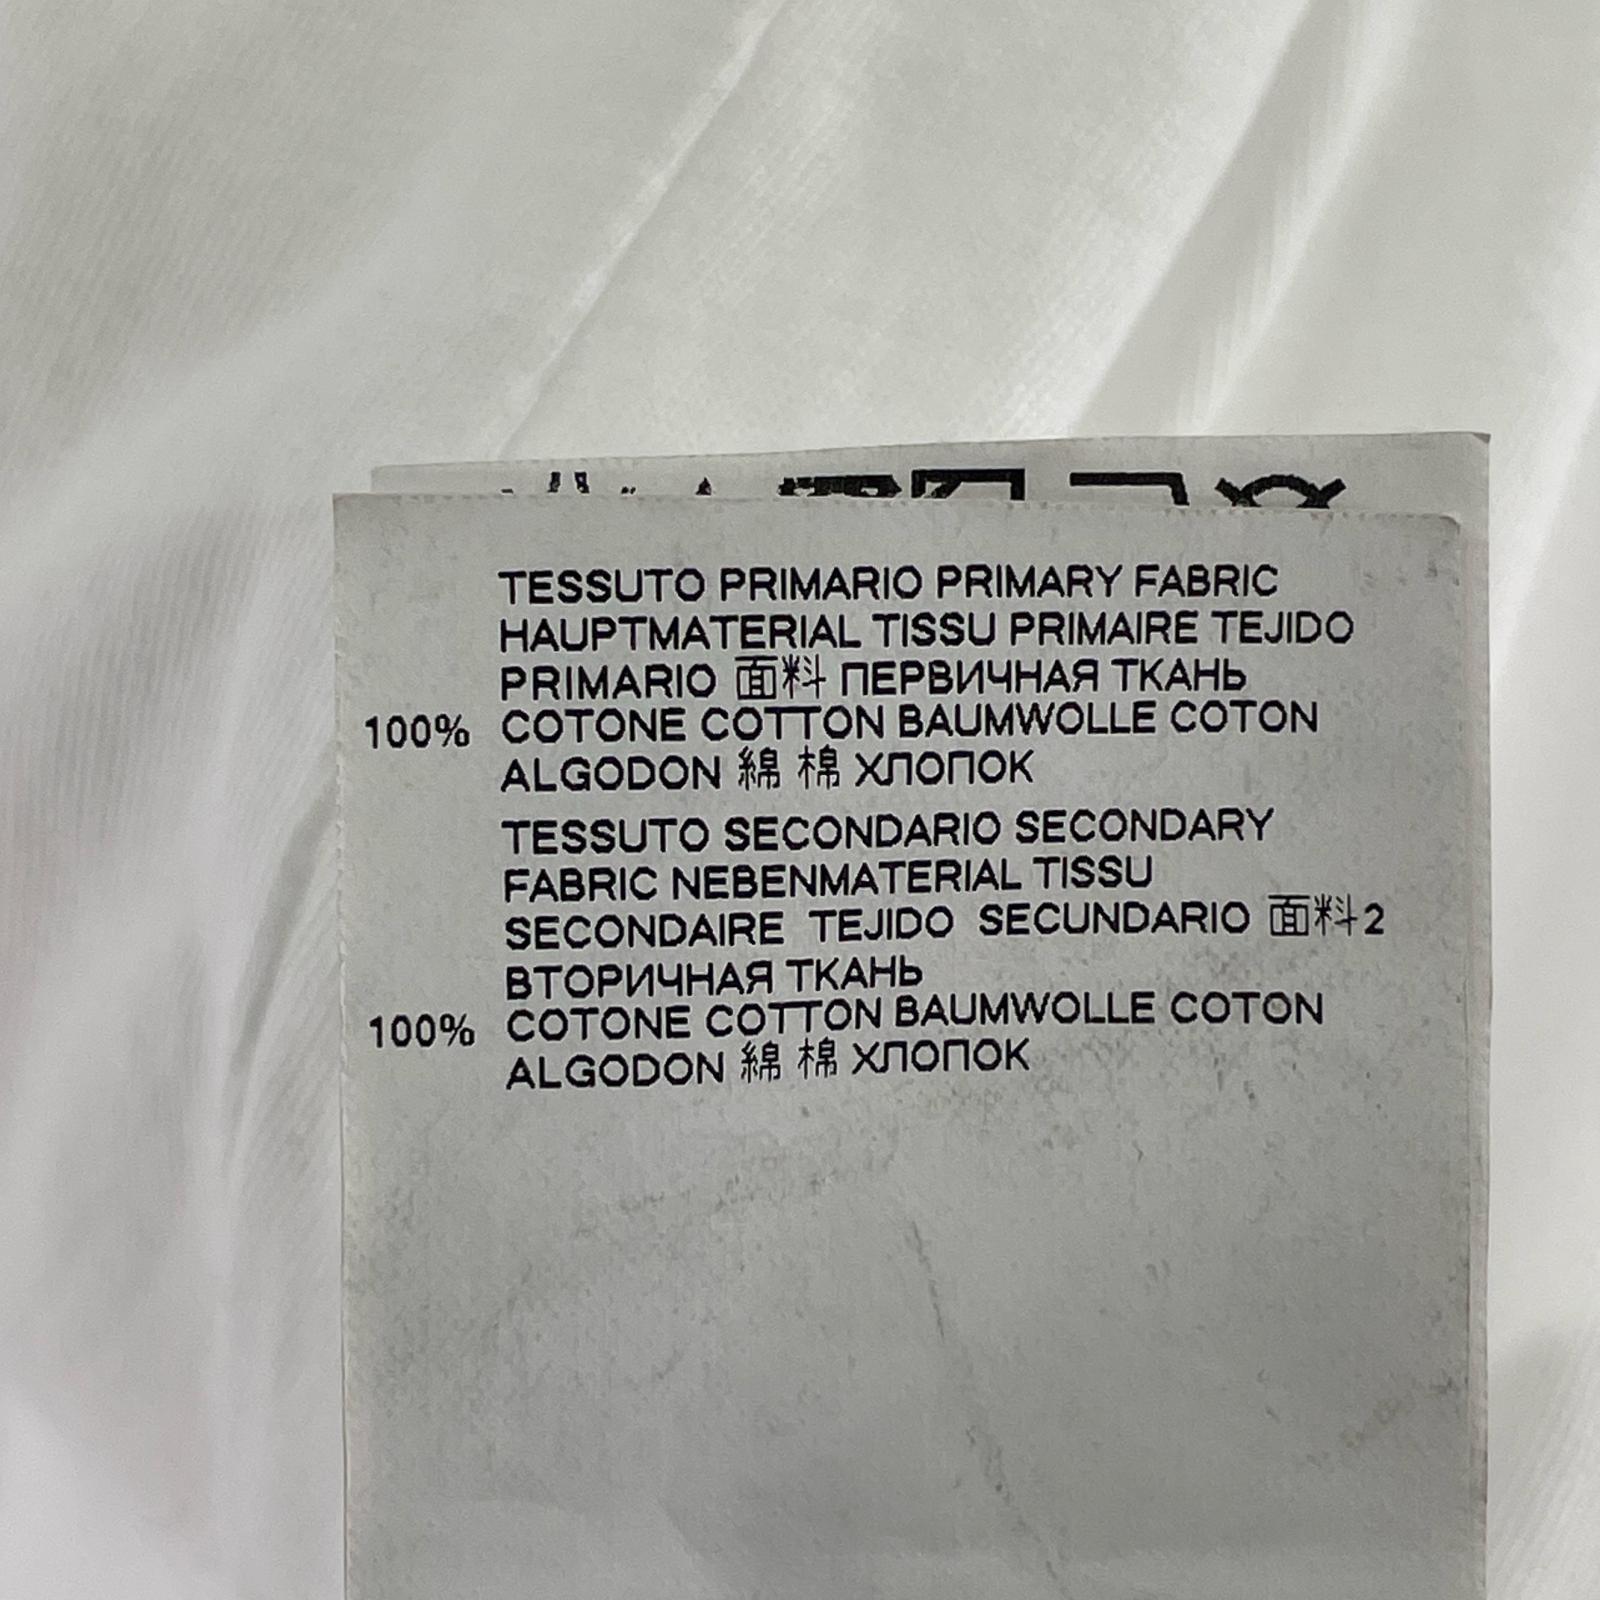 TESSUTO PRIMARIO PRIMARY FABRIC
HAUPTMATERIAL TISSU PRIMAIRE TEJIDO
PRIMARIO 面料 ПЕРВИЧНАЯ ТКАНЬ
100% COTONE COTTON BAUMWOLLE COTON
ALGODON 綿 棉 ХЛОПОК
TESSUTO SECONDARIO SECONDARY
FABRIC NEBENMATERIAL TISSU
SECONDAIRE TEJIDO SECUNDARIO 面料2
ВТОРИЧНАЯ ТКАНЬ
100% COTONE COTTON BAUMWOLLE COTON
ALGODON 綿 棉 ХЛОПОК